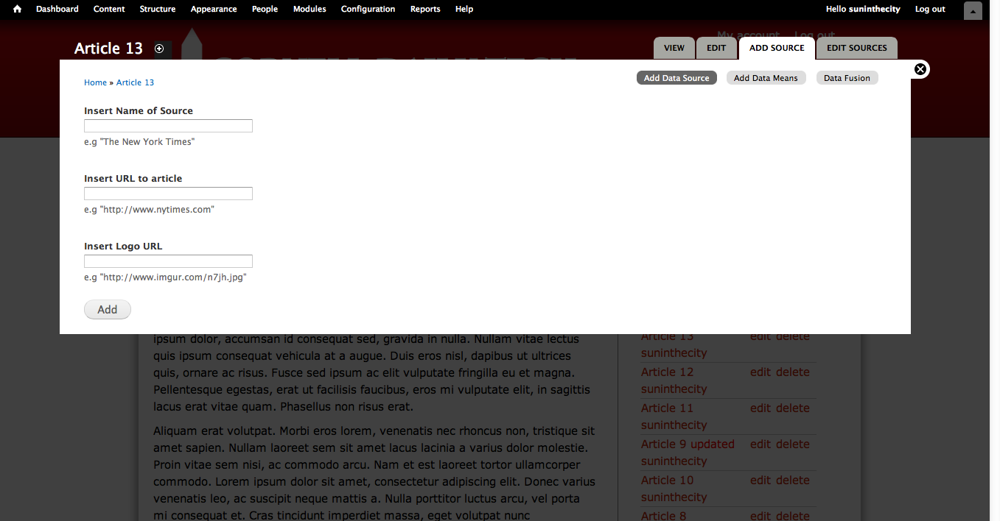 Dashboard Content Structure Appearance People Modules Configuration Reports Help Hello suninthecity Log out
My account Log out
Article 13 VIEW EDIT ADD SOURCE EDIT SOURCES
Home » Article 13 Add Data Source Add Data Means Data Fusion
Insert Name of Source
e.g "The New York Times"
Insert URL to article
e.g "http://www.nytimes.com"
Insert Logo URL
e.g "http://www.imgur.com/n7jh.jpg"
Add
ipsum dolor, accumsan id consequat sed, gravida in nulla. Nullam vitae lectus
quis ipsum consequat vehicula at a augue. Duis eros nisl, dapibus ut ultrices
quis, ornare ac risus. Fusce sed ipsum ac elit vulputate fringilla eu et magna.
Pellentesque egestas, erat ut facilisis faucibus, eros mi vulputate elit, in sagittis
lacus erat vitae quam. Phasellus non risus erat.
Aliquam erat volutpat. Morbi eros lorem, venenatis nec rhoncus non, tristique sit
amet sapien. Nullam laoreet sem sit amet lacus lacinia a varius dolor molestie.
Proin vitae sem nisi, ac commodo arcu. Nam et est laoreet tortor ullamcorper
commodo. Lorem ipsum dolor sit amet, consectetur adipiscing elit. Donec varius
venenatis leo, ac suscipit neque mattis a. Nulla porttitor luctus arcu, vel porta
mi consequat et. Cras tincidunt imperdiet massa, eget volutpat nunc
Article 13 edit delete
suninthecity
Article 12 edit delete
suninthecity
Article 11 edit delete
suninthecity
Article 9 updated edit delete
suninthecity
Article 10 edit delete
suninthecity
Article 8 edit delete